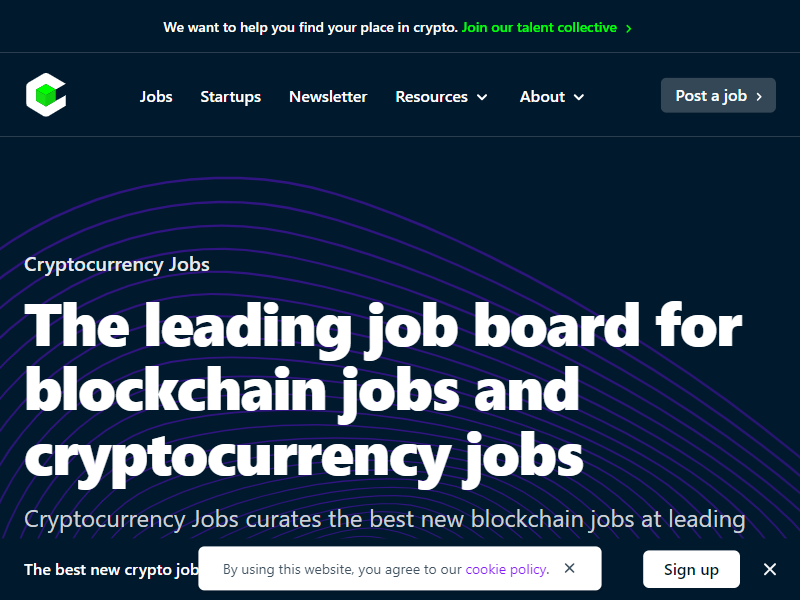 We want to help you find your place in crypto. Join our talent collective
Jobs Startups Newsletter Resources About Post a job
Cryptocurrency Jobs
The leading job board for
blockchain jobs and
cryptocurrency jobs
Cryptocurrency Jobs curates the best new blockchain jobs at leading
The best new crypto job
By using this website, you agree to our cookie policy.
Sign up